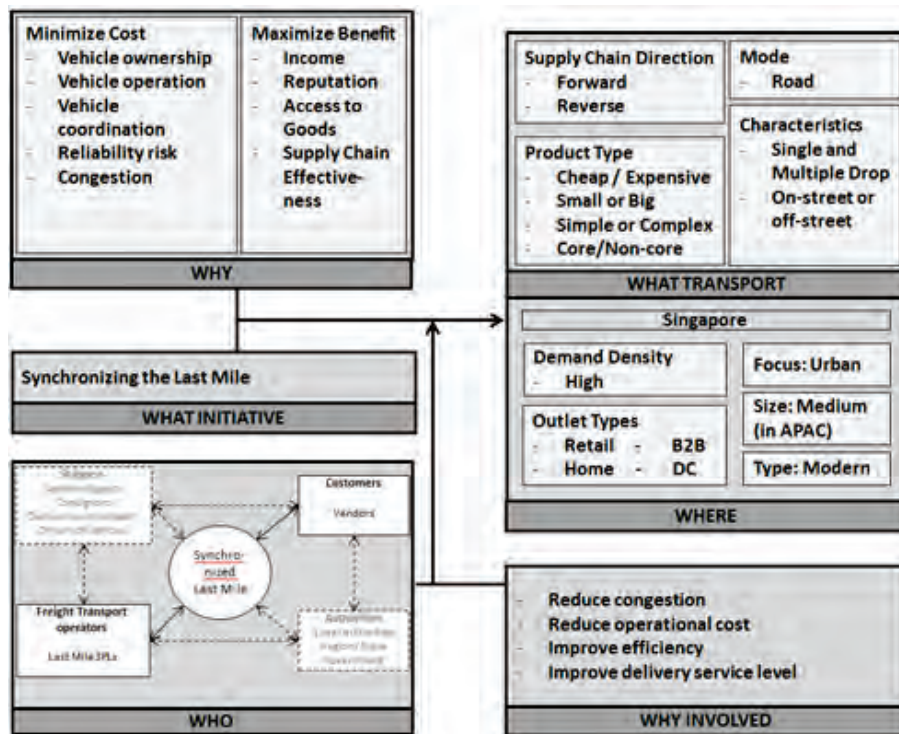 Minimize Cost
- Vehicle ownership
- Vehicle operation
- Vehicle
coordination
- Reliability risk
- Congestion
Maximize Benefit
- Income
- Reputation
- Access to
Goods
- Supply Chain
Effective-
ness
WHY
Supply Chain Direction
- Forward
- Reverse
Mode
- Road
Product Type
- Cheap / Expensive
- Small or Big
- Simple or Complex
- Core/Non-core
Characteristics
- Single and
Multiple Drop
- On-street or
off-street
WHAT TRANSPORT
Synchronizing the Last Mile
WHAT INITIATIVE
Singapore
Demand Density
- High
Outlet Types
- Retail - B2B
- Home - DC
Focus: Urban
Size: Medium
(in APAC)
Type: Modern
WHERE
Customers
Vendors
Synchro-
nized
Last Mile
Freight Transport
operators
Last Mile 3PLs
WHO
- Reduce congestion
- Reduce operational cost
- Improve efficiency
- Improve delivery service level
WHY INVOLVED